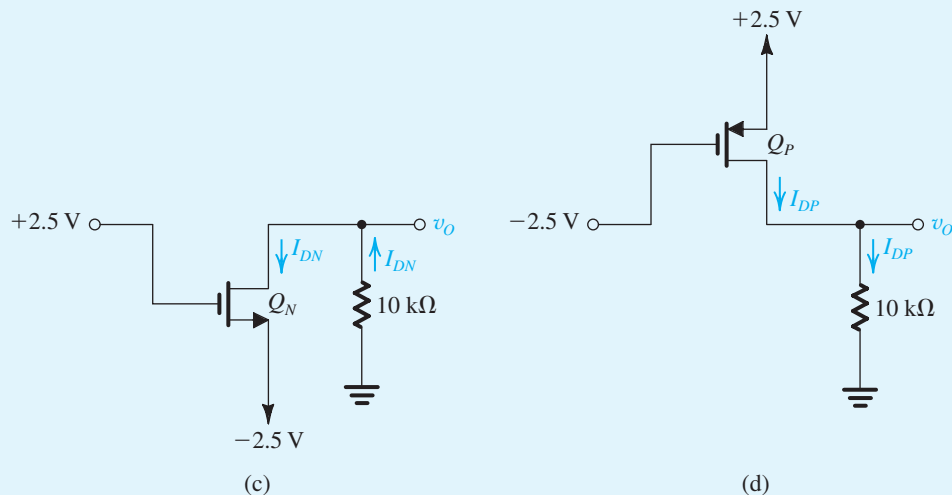 +2.5 V
Q_P
I_DP
−2.5 V
v_O
I_DP
10 kΩ
(d)
+2.5 V
v_O
I_DN
I_DN
Q_N
10 kΩ
−2.5 V
(c)